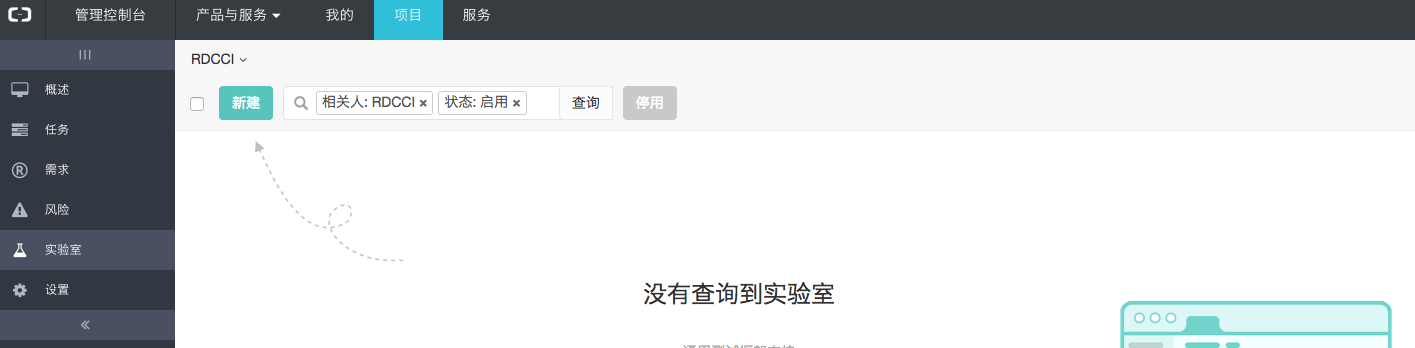 管理控制台 产品与服务 我的 项目 服务
RDCCI
概述
新建 相关人: RDCCI × 状态: 启用 × 查询 停用
任务
需求
风险
实验室
设置
没有查询到实验室